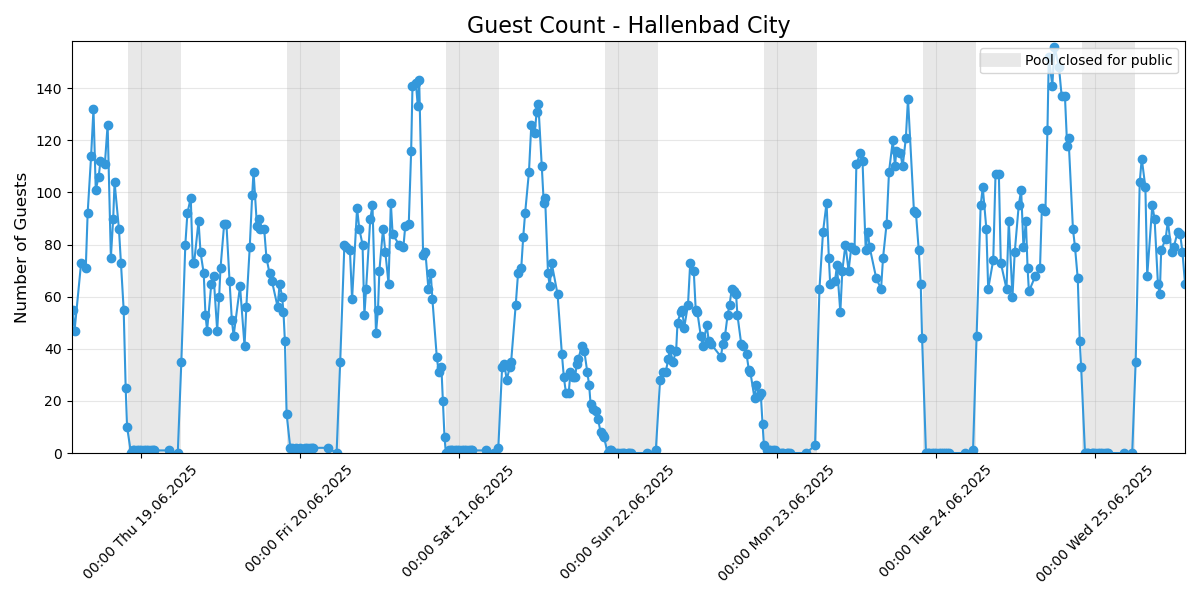 Guest Count - Hallenbad City
Pool closed for public
Number of Guests
140
120
100
80
60
40
20
0
00:00 Thu 19.06.2025
00:00 Fri 20.06.2025
00:00 Sat 21.06.2025
00:00 Sun 22.06.2025
00:00 Mon 23.06.2025
00:00 Tue 24.06.2025
00:00 Wed 25.06.2025